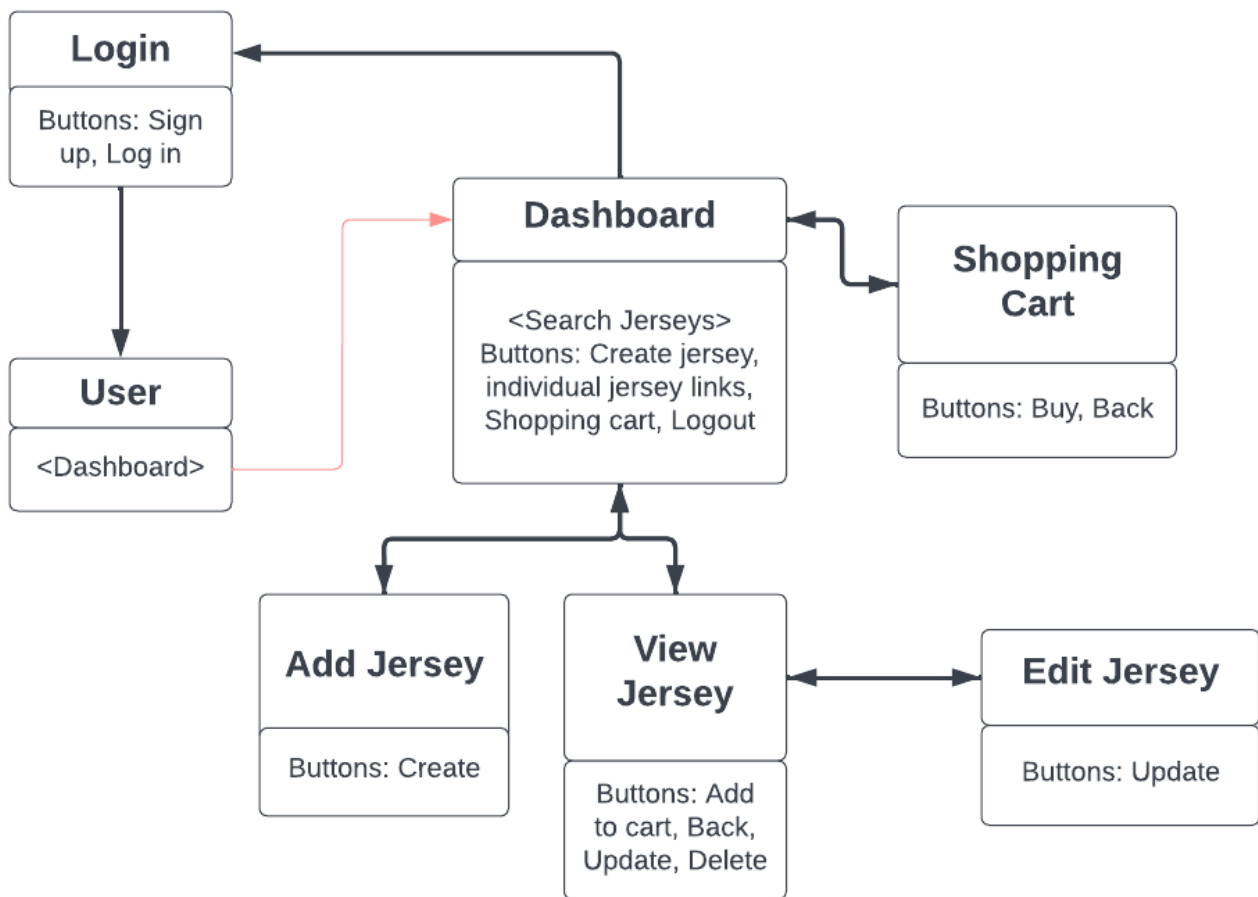 Login
Buttons: Sign
up, Log in
Dashboard
<Search Jerseys>
Buttons: Create jersey,
individual jersey links,
Shopping cart, Logout
Shopping
Cart
Buttons: Buy, Back
User
<Dashboard>
Add Jersey
Buttons: Create
View
Jersey
Buttons: Add
to cart, Back,
Update, Delete
Edit Jersey
Buttons: Update